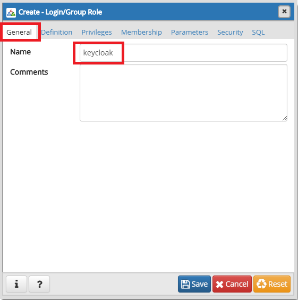 Create - Login/Group Role
General Definition Privileges Membership Parameters Security SQL
Name keycloak
Comments
i ? Save Cancel Reset